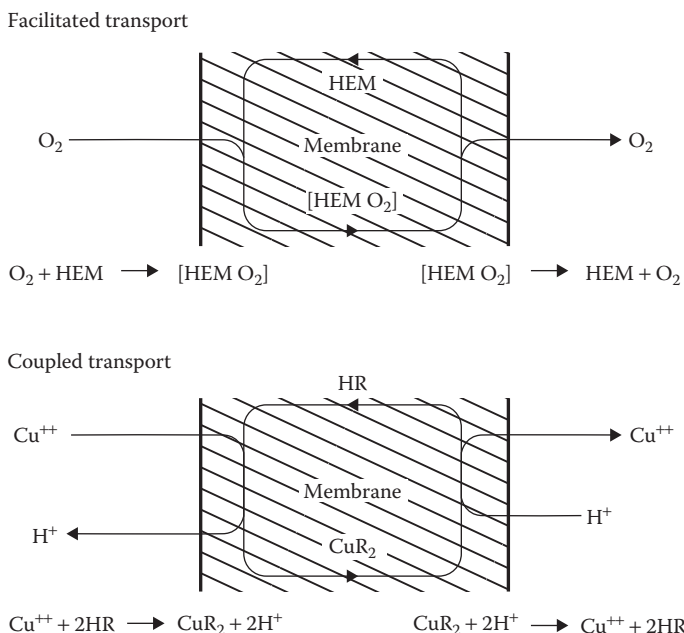 Facilitated transport
HEM
O₂ Membrane O₂
[HEM O₂]
O₂ + HEM → [HEM O₂] [HEM O₂] → HEM + O₂
Coupled transport
HR
Cu⁺⁺ Cu⁺⁺
Membrane
H⁺ H⁺
CuR₂
Cu⁺⁺ + 2HR → CuR₂ + 2H⁺ CuR₂ + 2H⁺ → Cu⁺⁺ + 2HR